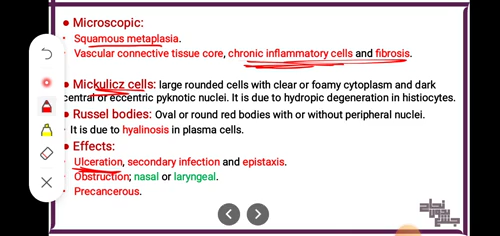 • Microscopic:
- Squamous metaplasia.
- Vascular connective tissue core, chronic inflammatory cells and fibrosis.
• Mickulicz cells: large rounded cells with clear or foamy cytoplasm and dark
central or eccentric pyknotic nuclei. It is due to hydropic degeneration in histiocytes.
• Russel bodies: Oval or round red bodies with or without peripheral nuclei.
It is due to hyalinosis in plasma cells.
• Effects:
Ulceration, secondary infection and epistaxis.
Obstruction; nasal or laryngeal.
- Precancerous.